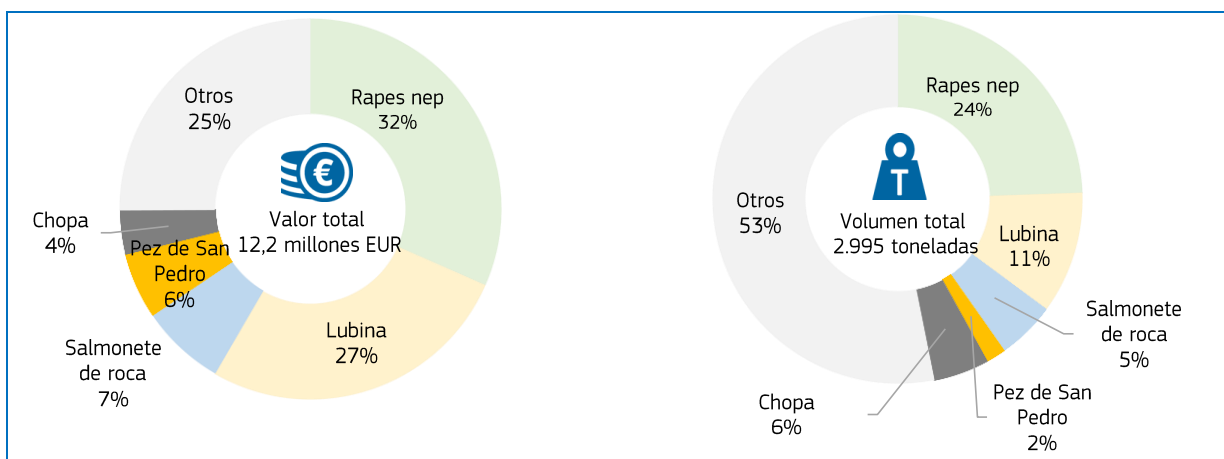 Otros
25%
Rapes nep
32%
€
Valor total
12,2 millones EUR
Chopa
4%
Pez de San
Pedro
6%
Salmonete
de roca
7%
Lubina
27%
Rapes nep
24%
Otros
53%
T
Volumen total
2.995 toneladas
Lubina
11%
Salmonete
de roca
5%
Chopa
6%
Pez de San
Pedro
2%